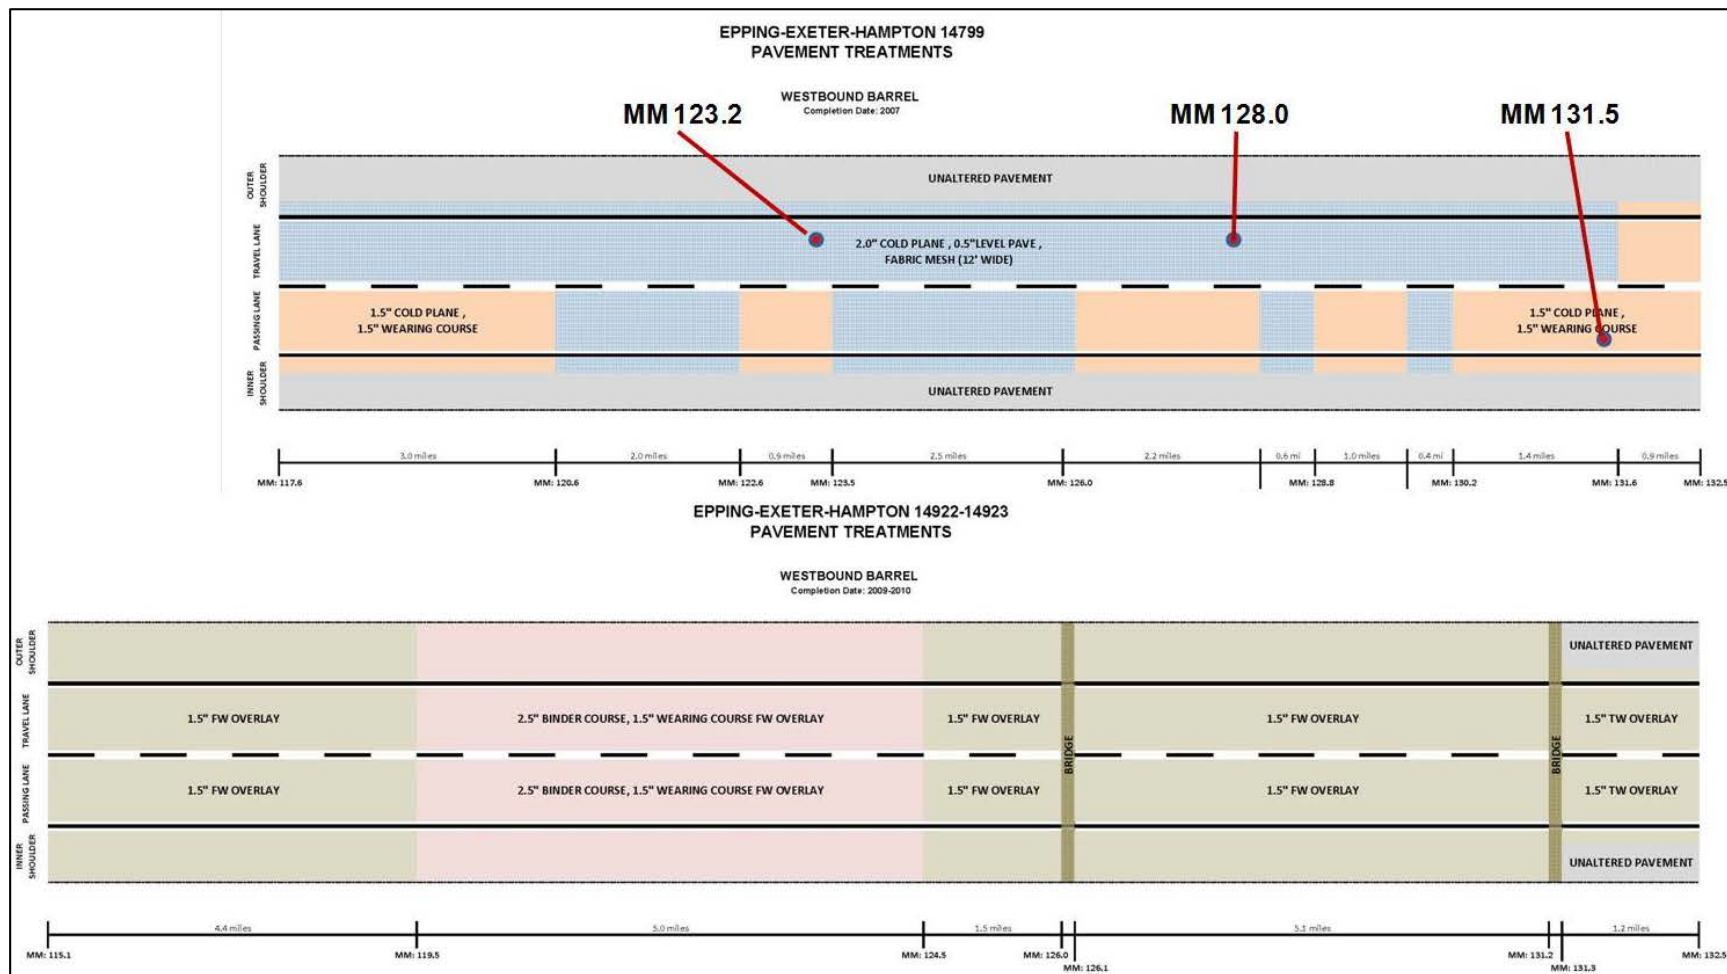 EPPING-EXETER-HAMPTON 14799
PAVEMENT TREATMENTS
WESTBOUND BARREL
Completion Date: 2007
MM 123.2
MM 128.0
MM 131.5
OUTER
SHOULDER
UNALTERED PAVEMENT
TRAVEL LANE
2.0" COLD PLANE , 0.5"LEVEL PAVE ,
FABRIC MESH (12' WIDE)
PASSING LANE
1.5" COLD PLANE ,
1.5" WEARING COURSE
1.5" COLD PLANE ,
1.5" WEARING COURSE
INNER
SHOULDER
UNALTERED PAVEMENT
3.0 miles
2.0 miles
0.9 miles
2.5 miles
2.2 miles
0.6 mi
1.0 miles
0.4 mi
1.4 miles
0.9 miles
MM: 117.6
MM: 120.6
MM: 122.6
MM: 123.5
MM: 126.0
MM: 128.8
MM: 130.2
MM: 131.6
MM: 132.5
EPPING-EXETER-HAMPTON 14922-14923
PAVEMENT TREATMENTS
WESTBOUND BARREL
Completion Date: 2009-2010
OUTER
SHOULDER
UNALTERED PAVEMENT
TRAVEL LANE
1.5" FW OVERLAY
2.5" BINDER COURSE, 1.5" WEARING COURSE FW OVERLAY
1.5" FW OVERLAY
1.5" FW OVERLAY
1.5" TW OVERLAY
BRIDGE
BRIDGE
PASSING LANE
1.5" FW OVERLAY
2.5" BINDER COURSE, 1.5" WEARING COURSE FW OVERLAY
1.5" FW OVERLAY
1.5" FW OVERLAY
1.5" TW OVERLAY
INNER
SHOULDER
UNALTERED PAVEMENT
4.4 miles
5.0 miles
1.5 miles
5.1 miles
1.2 miles
MM: 115.1
MM: 119.5
MM: 124.5
MM: 126.0
MM: 126.1
MM: 131.2
MM: 131.3
MM: 132.5